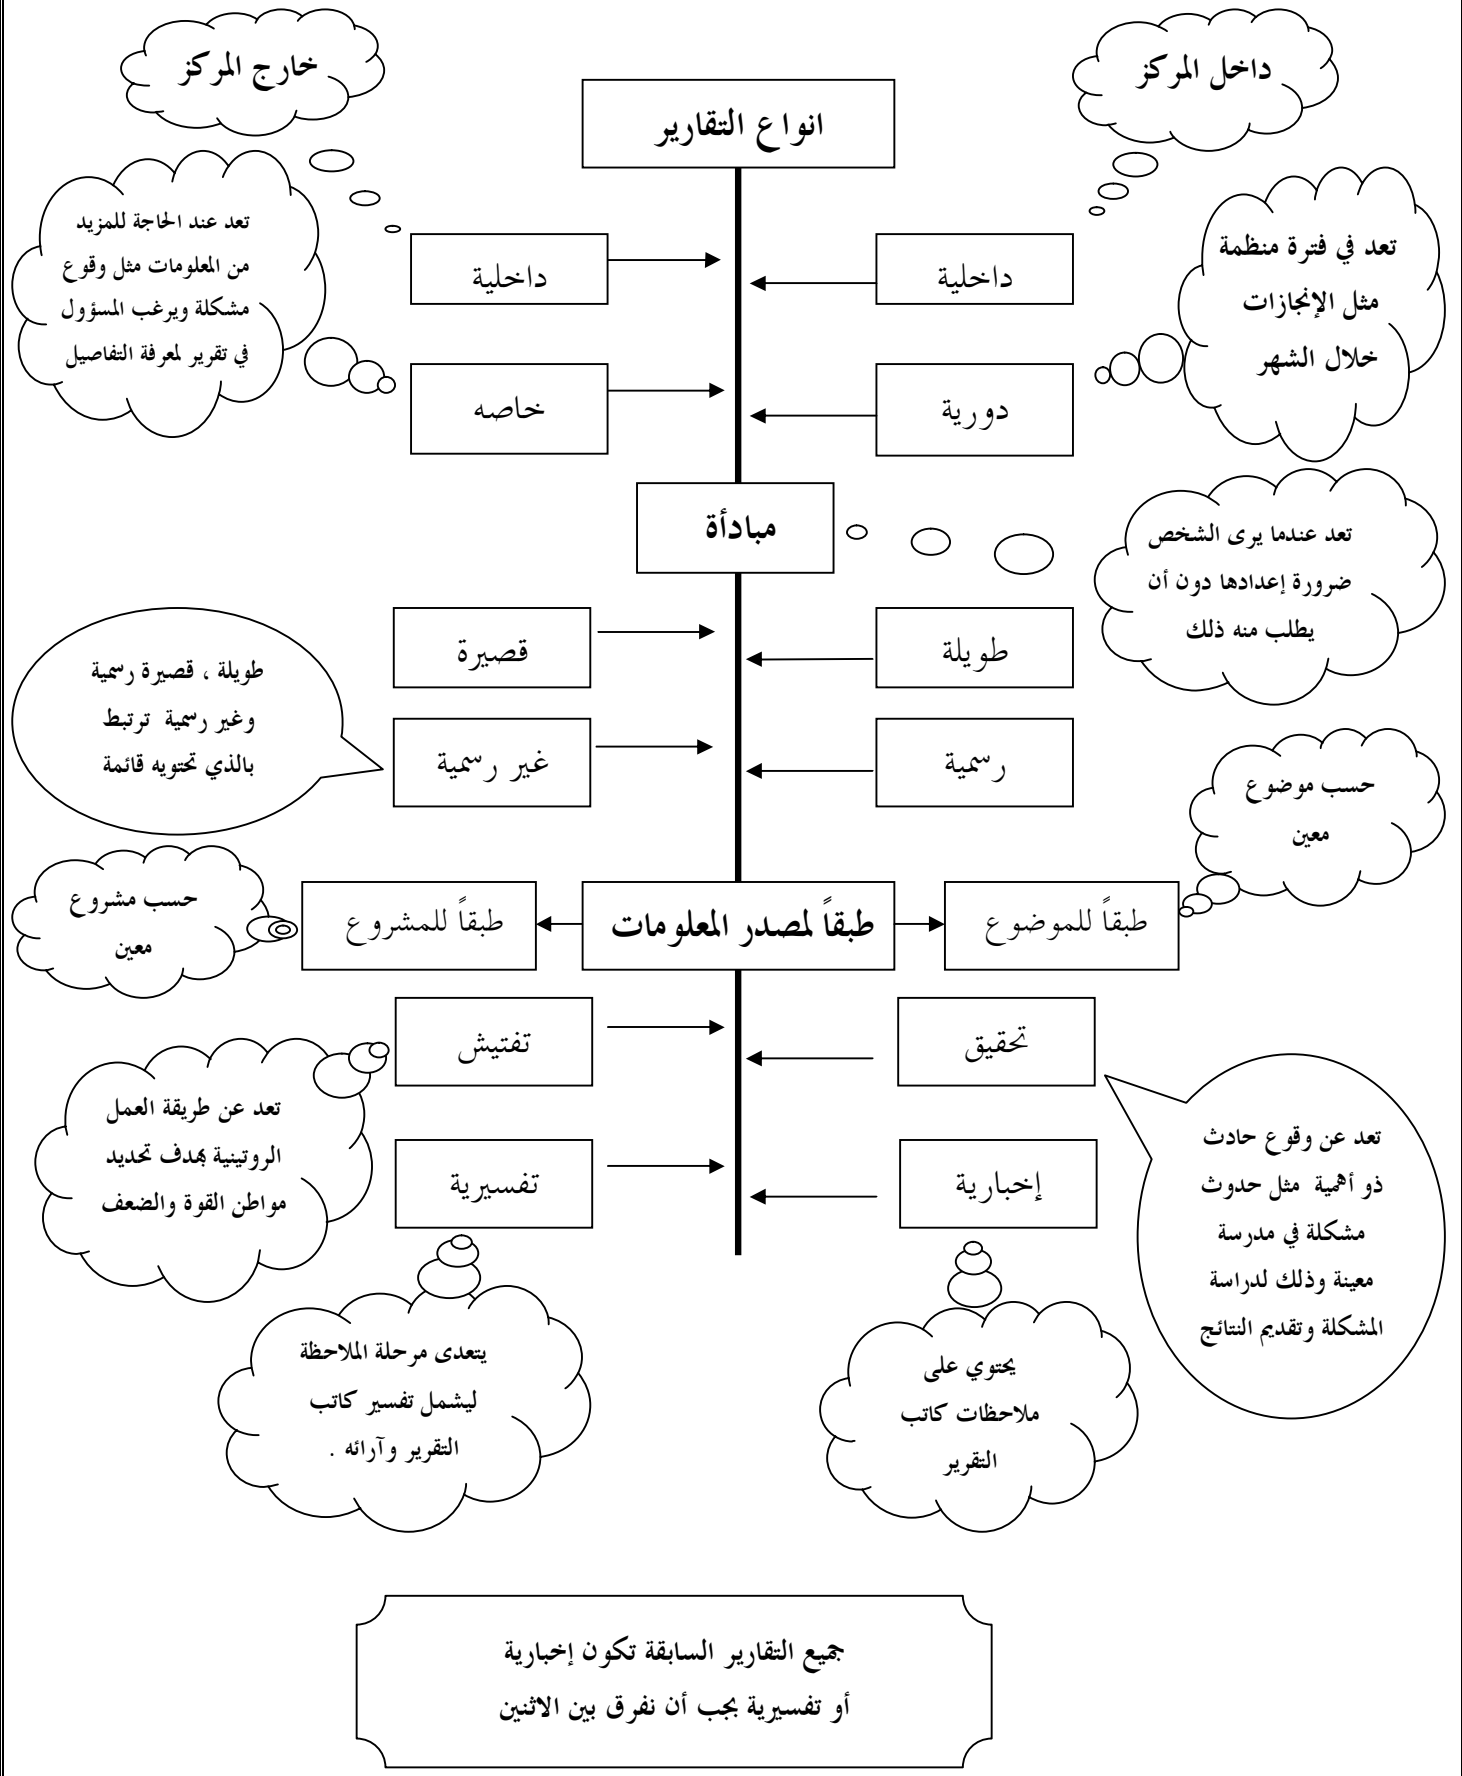 انواع التقارير
داخل المركز
خارج المركز
داخلية
داخلية
تعد في فترة منظمة
مثل الإنجازات
خلال الشهر
تعد عند الحاجة للمزيد
من المعلومات مثل وقوع
مشكلة ويرغب المسؤول
في تقرير لمعرفة التفاصيل
دورية
خاصه
مبادأة
تعد عندما يرى الشخص
ضرورة إعدادها دون أن
يطلب منه ذلك
طويلة
قصيرة
رسمية
غير رسمية
طويلة ، قصيرة رسمية
وغير رسمية ترتبط
بالذي تحتويه قائمة
حسب موضوع
معين
طبقاً للموضوع
طبقاً لمصدر المعلومات
طبقاً للمشروع
حسب مشروع
معين
تحقيق
تفتيش
تعد عن وقوع حادث
ذو أهمية مثل حدوث
مشكلة في مدرسة
معينة وذلك لدراسة
المشكلة وتقديم النتائج
تعد عن طريقة العمل
الروتينية بهدف تحديد
مواطن القوة والضعف
إخبارية
تفسيرية
يحتوي على
ملاحظات كاتب
التقرير
يتعدى مرحلة الملاحظة
ليشمل تفسير كاتب
التقرير وآرائه .
جميع التقارير السابقة تكون إخبارية
أو تفسيرية بجب أن نفرق بين الاثنين